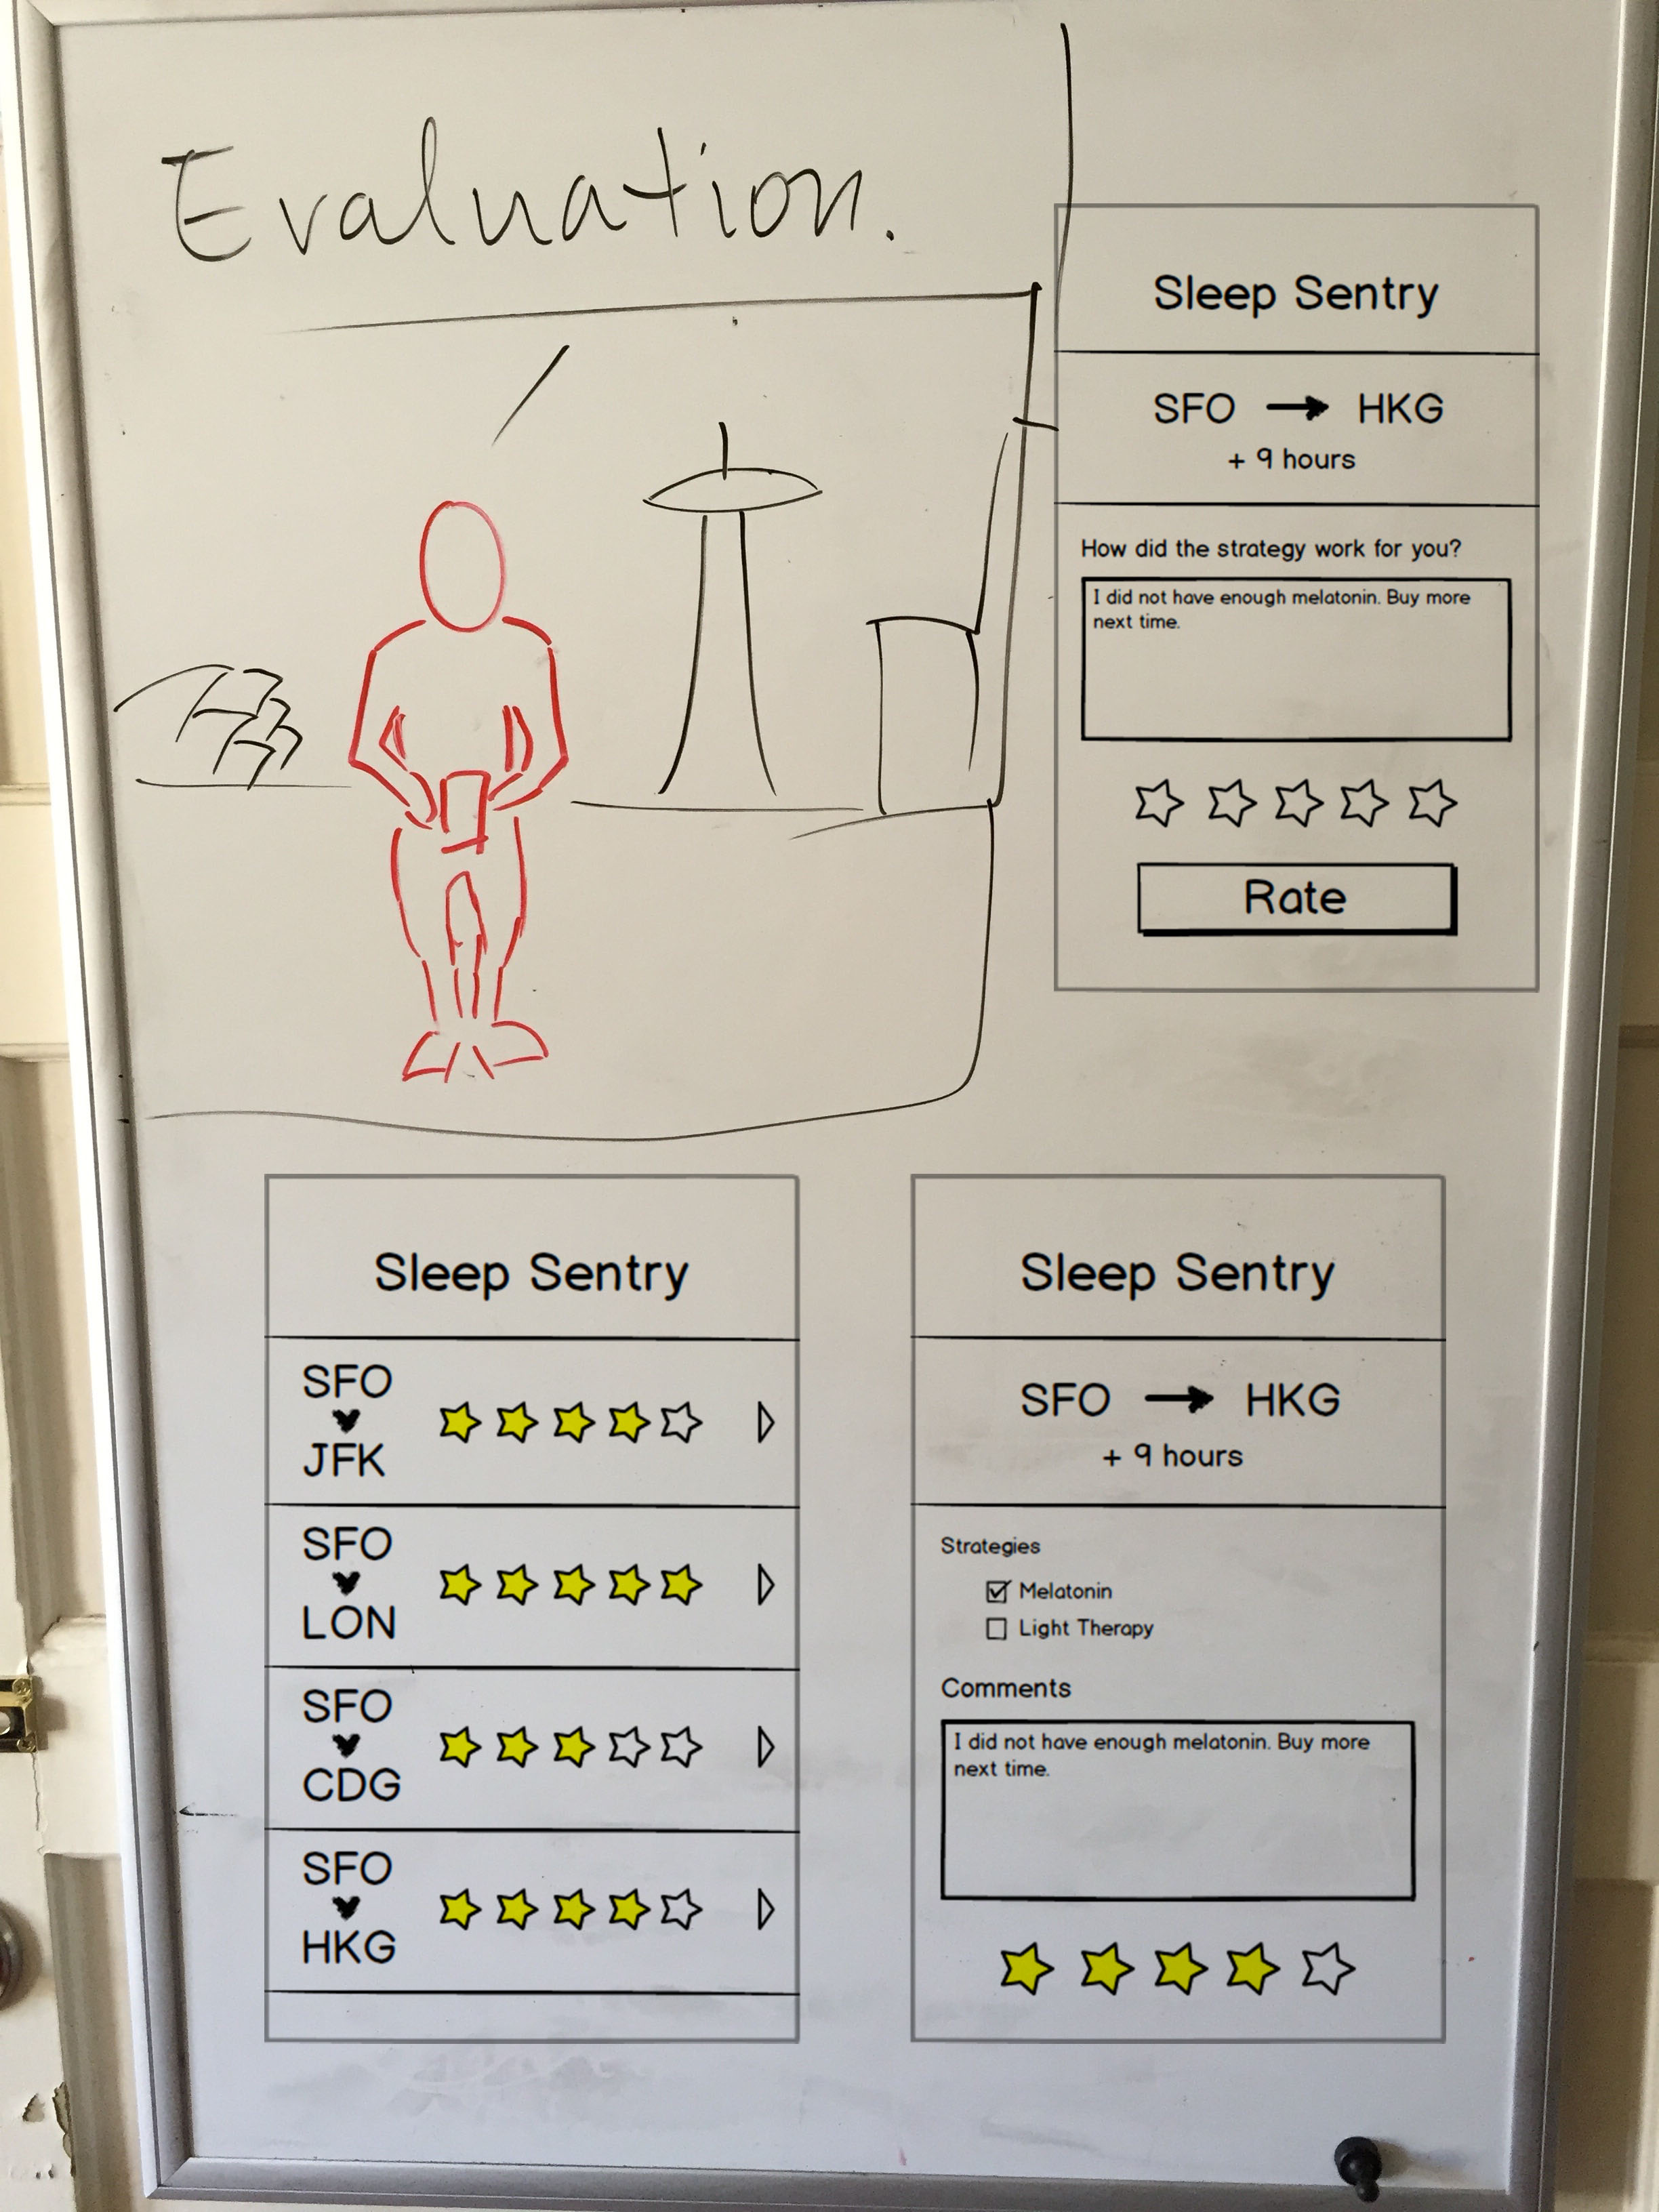 Evaluation.
Sleep Sentry
SFO → HKG
+ 9 hours
How did the strategy work for you?
I did not have enough melatonin. Buy more
next time.
Rate
Sleep Sentry
SFO
JFK
SFO
LON
SFO
CDG
SFO
HKG
Sleep Sentry
SFO → HKG
+ 9 hours
Strategies
Melatonin
Light Therapy
Comments
I did not have enough melatonin. Buy more
next time.